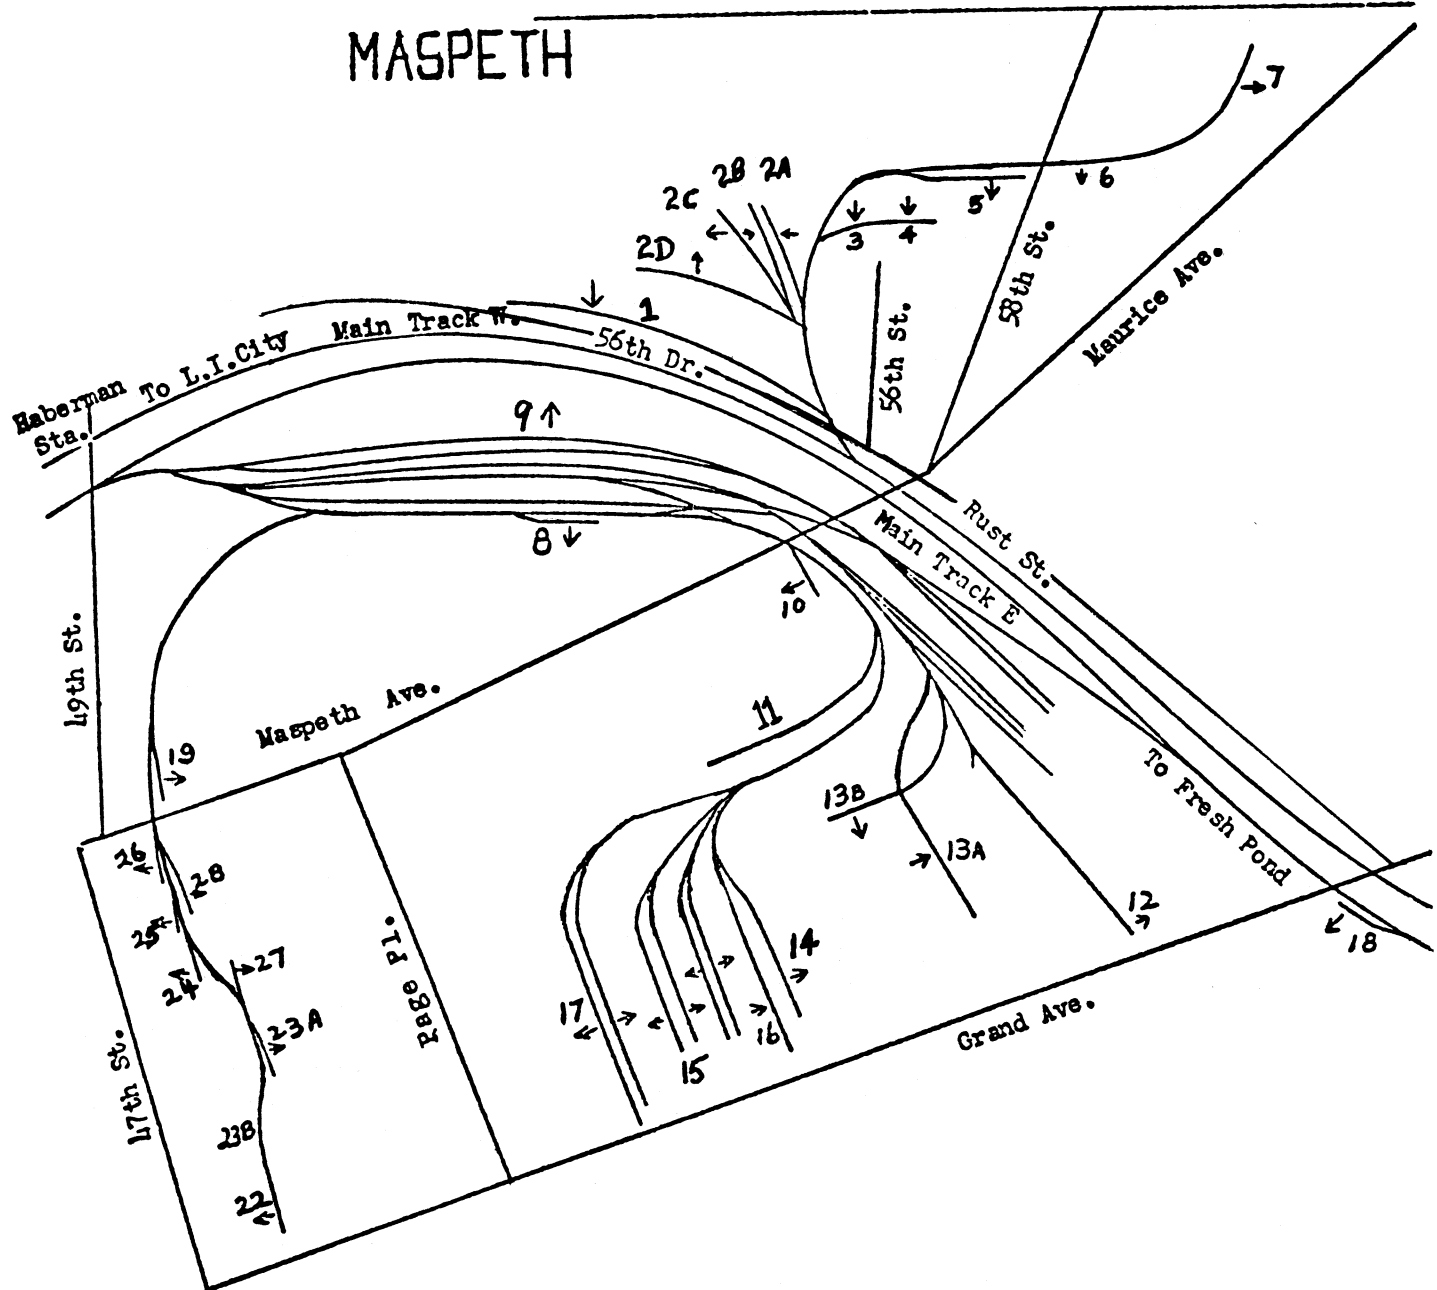 MASPETH
7
2B
2A
2C
6
5
3
4
2D
58th St.
Maurice Ave.
1
56th St.
Main Track W.
56th Dr.
To L.I.City
Haberman
Sta.
9
8
Rust St.
Main Track E
10
49th St.
Maspeth Ave.
11
19
To Fresh Pond
13B
13A
12
26
28
25
27
24
23A
14
18
17
16
15
Page Pl.
Grand Ave.
47th St.
23B
22